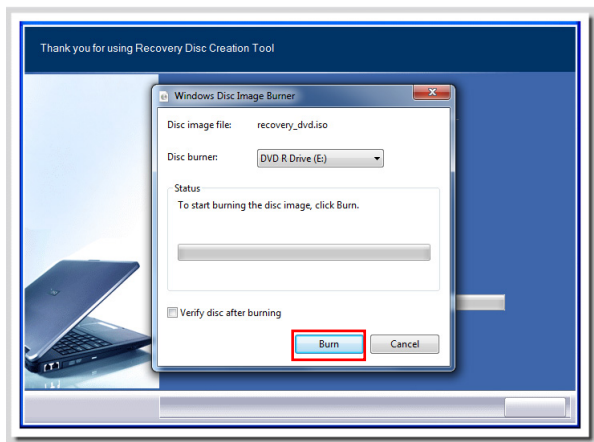 Thank you for using Recovery Disc Creation Tool
Windows Disc Image Burner
Disc image file: recovery_dvd.iso
Disc burner: DVD R Drive (E:)
Status
To start burning the disc image, click Burn.
Verify disc after burning
Burn Cancel